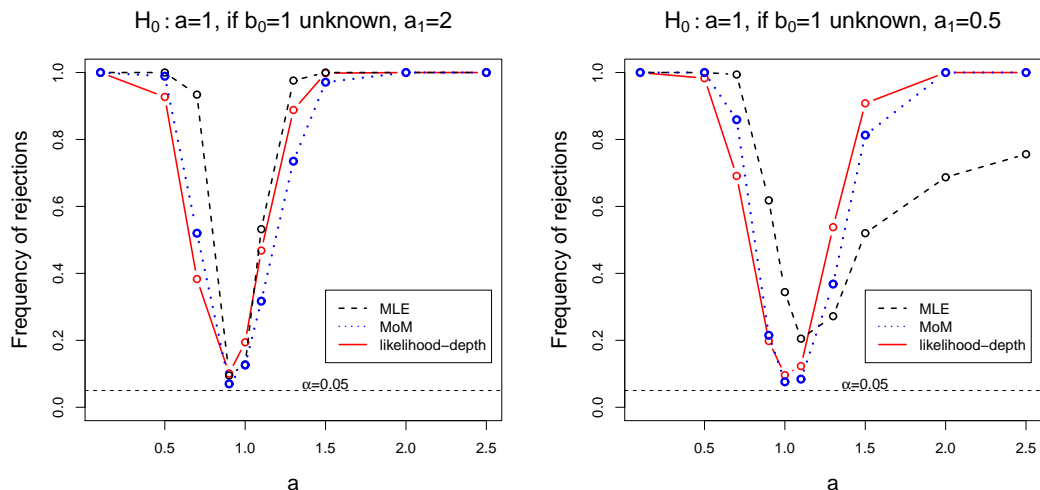 H₀ : a=1, if b₀=1 unknown, a₁=2
Frequency of rejections
1.0
0.8
0.6
0.4
0.2
0.0
MLE
MoM
likelihood−depth
α=0.05
0.5 1.0 1.5 2.0 2.5
a
H₀ : a=1, if b₀=1 unknown, a₁=0.5
Frequency of rejections
1.0
0.8
0.6
0.4
0.2
0.0
MLE
MoM
likelihood−depth
α=0.05
0.5 1.0 1.5 2.0 2.5
a